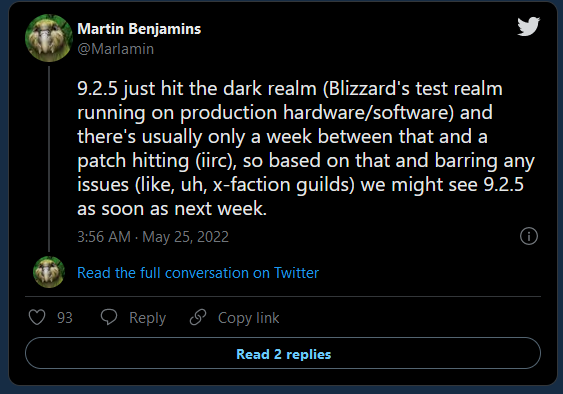 Martin Benjamins
@Marlamin
9.2.5 just hit the dark realm (Blizzard's test realm
running on production hardware/software) and
there's usually only a week between that and a
patch hitting (iirc), so based on that and barring any
issues (like, uh, x-faction guilds) we might see 9.2.5
as soon as next week.
3:56 AM · May 25, 2022
Read the full conversation on Twitter
93 Reply Copy link
Read 2 replies